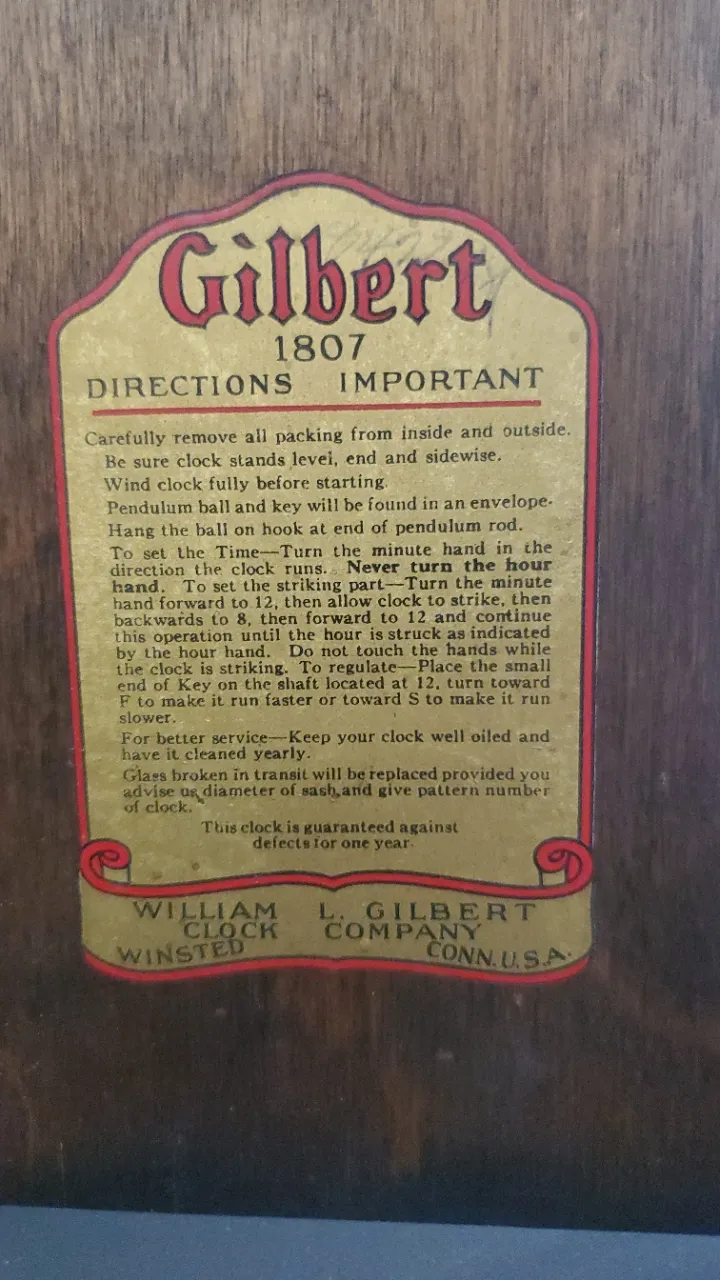 Gilbert
1807
DIRECTIONS IMPORTANT
Carefully remove all packing from inside and outside.
Be sure clock stands level, end and sidewise.
Wind clock fully before starting.
Pendulum ball and key will be found in an envelope.
Hang the ball on hook at end of pendulum rod.
To set the Time—Turn the minute hand in the
direction the clock runs. Never turn the hour
hand. To set the striking part—Turn the minute
hand forward to 12, then allow clock to strike, then
backwards to 8, then forward to 12 and continue
this operation until the hour is struck as indicated
by the hour hand. Do not touch the hands while
the clock is striking. To regulate—Place the small
end of Key on the shaft located at 12, turn toward
F to make it run faster or toward S to make it run
slower.
For better service—Keep your clock well oiled and
have it cleaned yearly.
Glass broken in transit will be replaced provided you
advise us diameter of sash and give pattern number
of clock.
This clock is guaranteed against
defects for one year.
WILLIAM L. GILBERT
CLOCK COMPANY
WINSTED CONN. U.S.A.